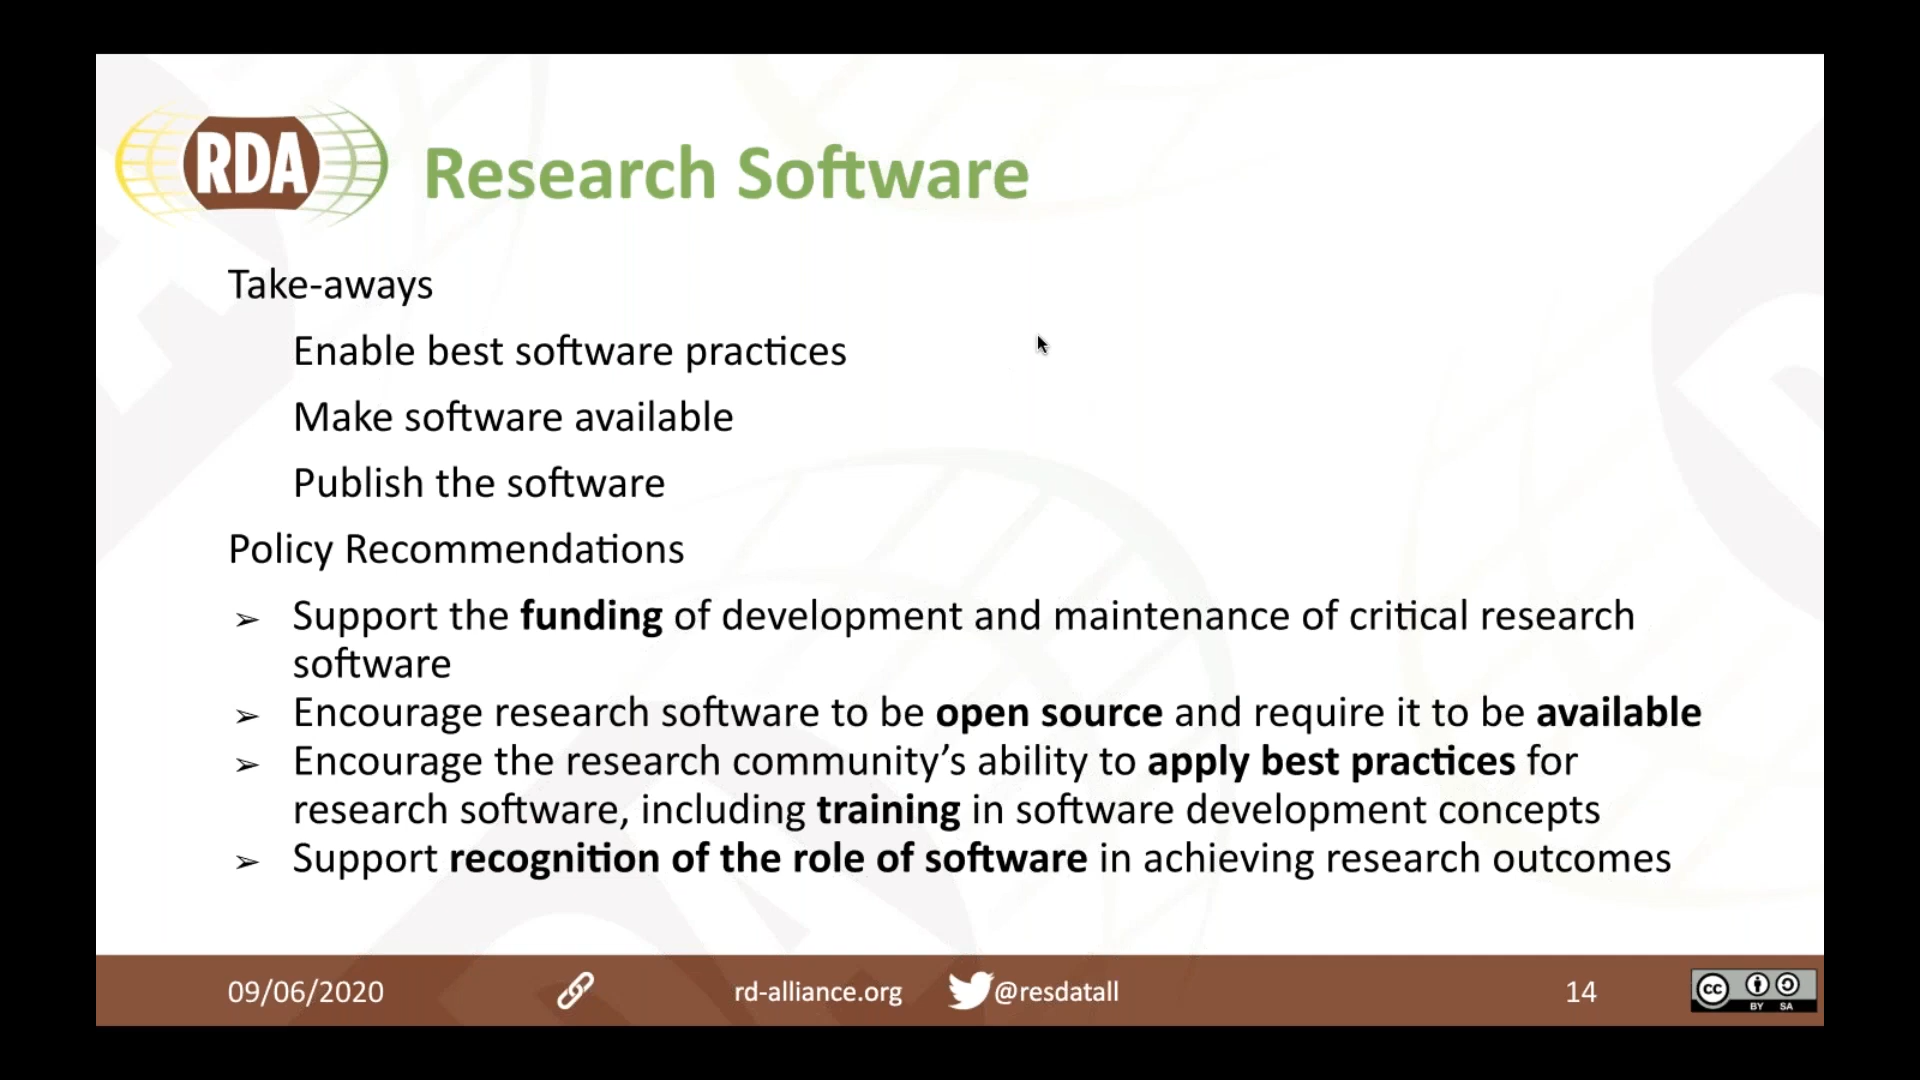 RDA
Research Software
Take-aways
Enable best software practices
Make software available
Publish the software
Policy Recommendations
➢ Support the funding of development and maintenance of critical research
software
➢ Encourage research software to be open source and require it to be available
➢ Encourage the research community’s ability to apply best practices for
research software, including training in software development concepts
➢ Support recognition of the role of software in achieving research outcomes
09/06/2020 rd-alliance.org @resdatall 14
cc BY SA